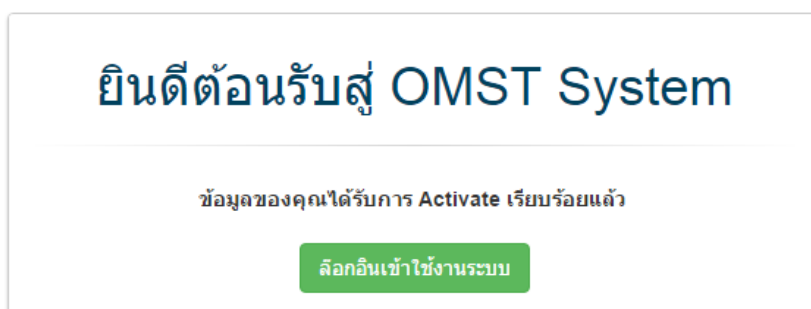 ยินดีต้อนรับสู่ OMST System
ข้อมูลของคุณได้รับการ Activate เรียบร้อยแล้ว
ล๊อกอินเข้าใช้งานระบบ